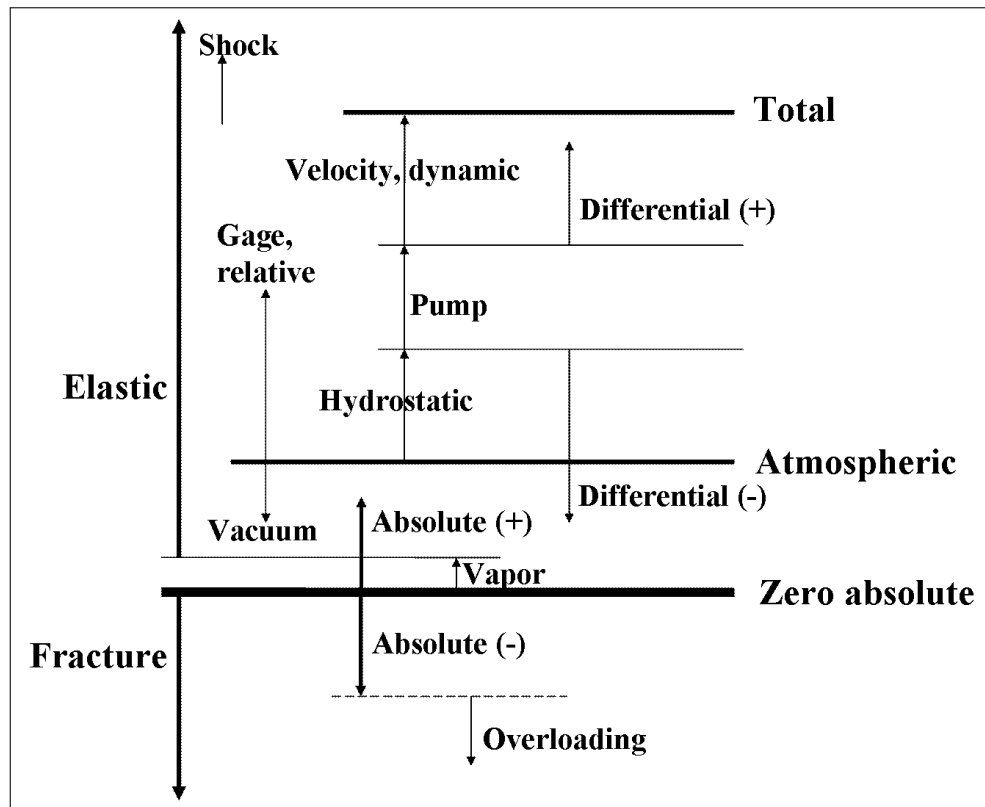 Shock
Total
Velocity, dynamic
Differential (+)
Gage,
relative
Pump
Elastic
Hydrostatic
Atmospheric
Differential (-)
Vacuum
Absolute (+)
Vapor
Zero absolute
Fracture
Absolute (-)
Overloading